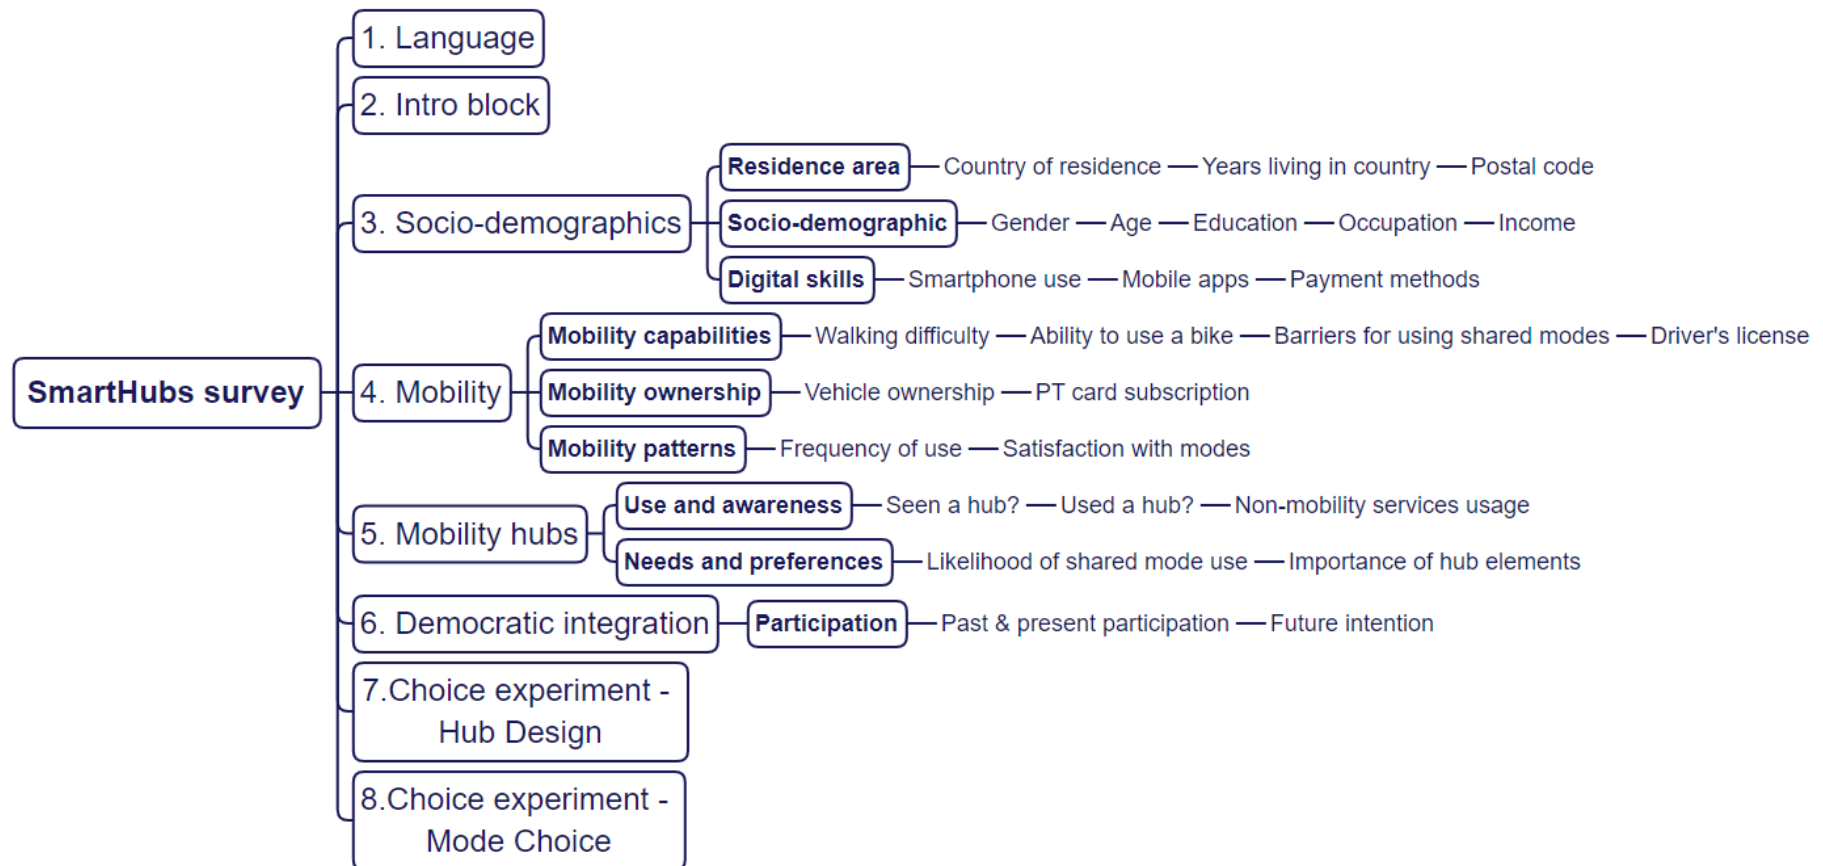 1. Language
2. Intro block
Residence area Country of residence Years living in country Postal code
3. Socio-demographics Socio-demographic Gender Age Education Occupation Income
Digital skills Smartphone use Mobile apps Payment methods
Mobility capabilities Walking difficulty Ability to use a bike Barriers for using shared modes Driver's license
SmartHubs survey 4. Mobility Mobility ownership Vehicle ownership PT card subscription
Mobility patterns Frequency of use Satisfaction with modes
Use and awareness Seen a hub? Used a hub? Non-mobility services usage
5. Mobility hubs
Needs and preferences Likelihood of shared mode use Importance of hub elements
6. Democratic integration Participation Past & present participation Future intention
7.Choice experiment -
Hub Design
8.Choice experiment -
Mode Choice